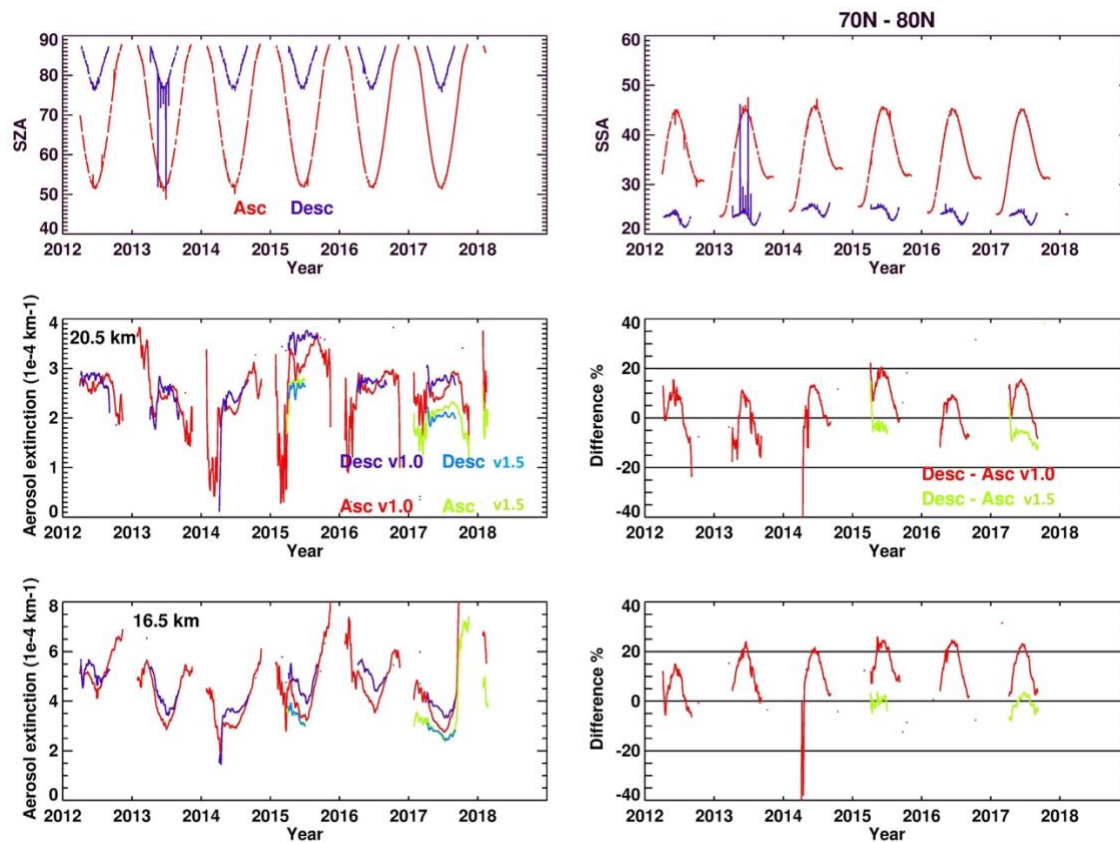 70N - 80N
90
80
70
60
50
40
SZA
Asc Desc
2012 2013 2014 2015 2016 2017 2018
Year
60
50
40
30
20
SSA
2012 2013 2014 2015 2016 2017 2018
Year
4
3
2
1
0
Aerosol extinction (1e-4 km-1)
20.5 km
Desc v1.0 Desc v1.5
Asc v1.0 Asc v1.5
2012 2013 2014 2015 2016 2017 2018
Year
40
20
0
-20
-40
Difference %
Desc - Asc v1.0
Desc - Asc v1.5
2012 2013 2014 2015 2016 2017 2018
Year
8
6
4
2
0
Aerosol extinction (1e-4 km-1)
16.5 km
2012 2013 2014 2015 2016 2017 2018
Year
40
20
0
-20
-40
Difference %
2012 2013 2014 2015 2016 2017 2018
Year